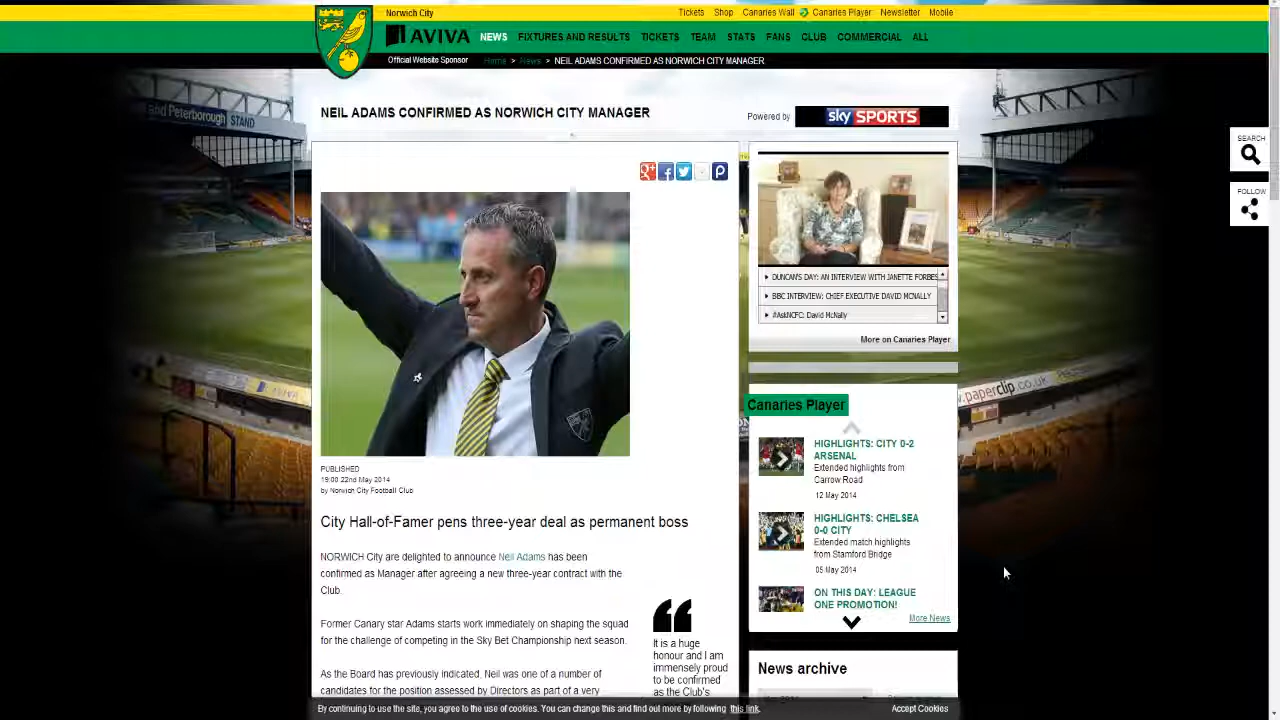 Norwich City
Tickets Shop Canaries Wall Canaries Player Newsletter Mobile
AVIVA
NEWS FIXTURES AND RESULTS TICKETS TEAM STATS FANS CLUB COMMERCIAL ALL
Official Website Sponsor
Home > News > NEIL ADAMS CONFIRMED AS NORWICH CITY MANAGER
and Peterborough STAND
NEIL ADAMS CONFIRMED AS NORWICH CITY MANAGER
Powered by sky SPORTS
SEARCH
FOLLOW
DUNCAN'S DAY: AN INTERVIEW WITH JANETTE FORBES
BBC INTERVIEW: CHIEF EXECUTIVE DAVID MCNALLY
#AskNCFC: David McNally
More on Canaries Player
AVIVA
paperclip.co.uk
PUBLISHED
19:00 22nd May 2014
by Norwich City Football Club
City Hall-of-Famer pens three-year deal as permanent boss
NORWICH City are delighted to announce Neil Adams has been
confirmed as Manager after agreeing a new three-year contract with the
Club.
Former Canary star Adams starts work immediately on shaping the squad
for the challenge of competing in the Sky Bet Championship next season.
As the Board has previously indicated, Neil was one of a number of
candidates for the position assessed by Directors as part of a very
It is a huge
honour and I am
immensely proud
to be confirmed
as the Club's
Canaries Player
HIGHLIGHTS: CITY 0-2
ARSENAL
Extended highlights from
Carrow Road
12 May 2014
HIGHLIGHTS: CHELSEA
0-0 CITY
Extended match highlights
from Stamford Bridge
05 May 2014
ON THIS DAY: LEAGUE
ONE PROMOTION!
More News
News archive
By continuing to use the site, you agree to the use of cookies. You can change this and find out more by following this link. Accept Cookies